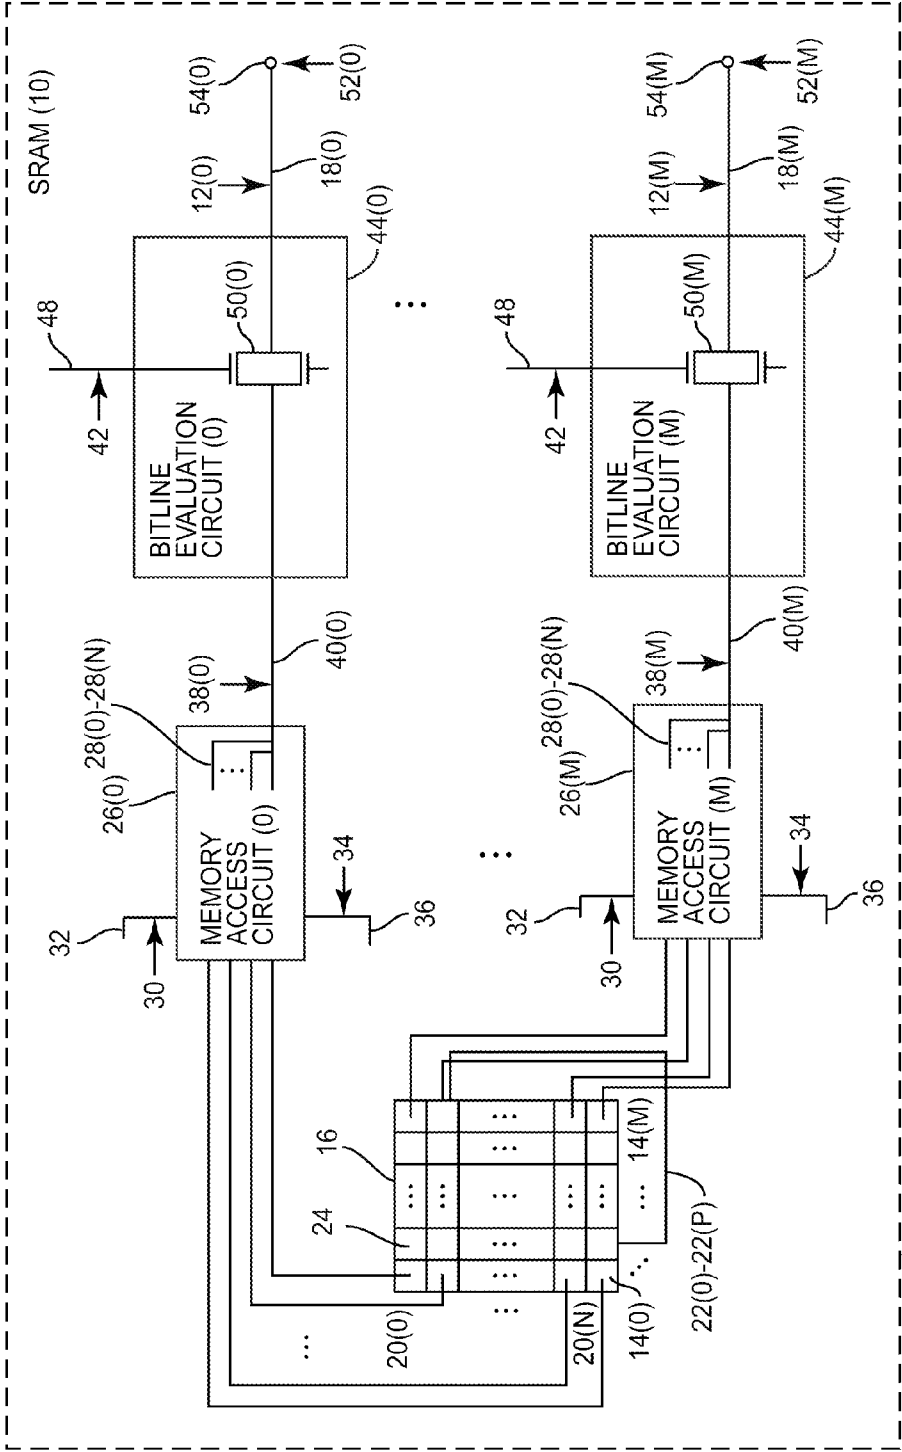 SRAM (10)
54(0)
52(0)
12(0)
18(0)
44(0)
50(0)
48
42
BITLINE
EVALUATION
CIRCUIT (0)
38(0)
40(0)
28(0)-28(N)
26(0)
MEMORY
ACCESS
CIRCUIT (0)
32
30
34
36
...
...
54(M)
52(M)
12(M)
18(M)
44(M)
50(M)
48
42
BITLINE
EVALUATION
CIRCUIT (M)
38(M)
40(M)
28(0)-28(N)
26(M)
MEMORY
ACCESS
CIRCUIT (M)
32
30
34
36
16
24
14(M)
14(0)
20(0)
20(N)
22(0)-22(P)